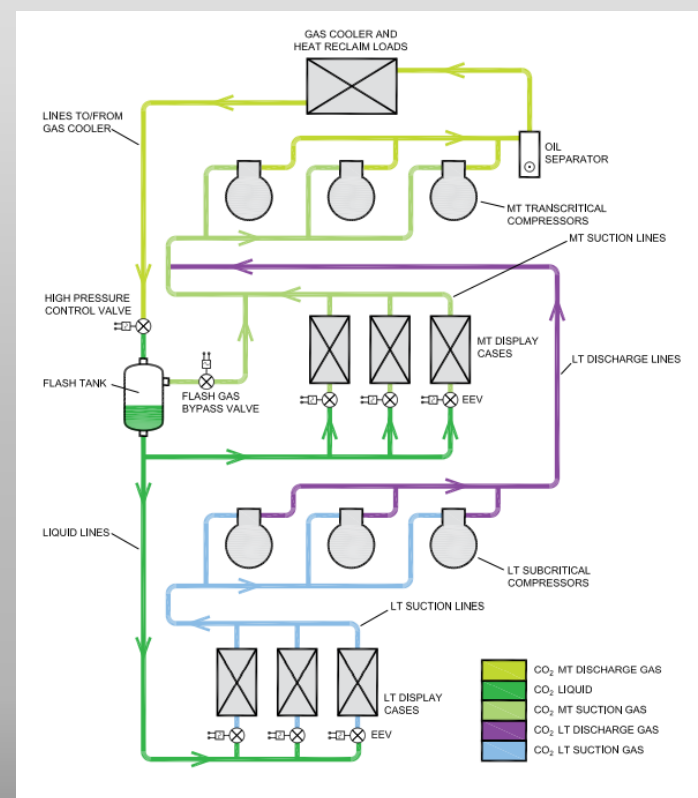 GAS COOLER AND
HEAT RECLAIM LOADS
LINES TO/FROM
GAS COOLER
OIL
SEPARATOR
MT TRANSCRITICAL
COMPRESSORS
MT SUCTION LINES
HIGH PRESSURE
CONTROL VALVE
MT DISPLAY
CASES
LT DISCHARGE LINES
FLASH TANK
FLASH GAS
BYPASS VALVE
EEV
LIQUID LINES
LT SUBCRITICAL
COMPRESSORS
LT SUCTION LINES
LT DISPLAY
CASES
EEV
CO₂ MT DISCHARGE GAS
CO₂ LIQUID
CO₂ MT SUCTION GAS
CO₂ LT DISCHARGE GAS
CO₂ LT SUCTION GAS